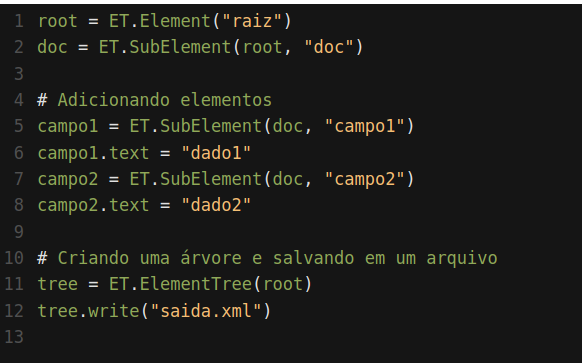 1 root = ET.Element("raiz")
2 doc = ET.SubElement(root, "doc")
3
4 # Adicionando elementos
5 campo1 = ET.SubElement(doc, "campo1")
6 campo1.text = "dado1"
7 campo2 = ET.SubElement(doc, "campo2")
8 campo2.text = "dado2"
9
10 # Criando uma árvore e salvando em um arquivo
11 tree = ET.ElementTree(root)
12 tree.write("saida.xml")
13